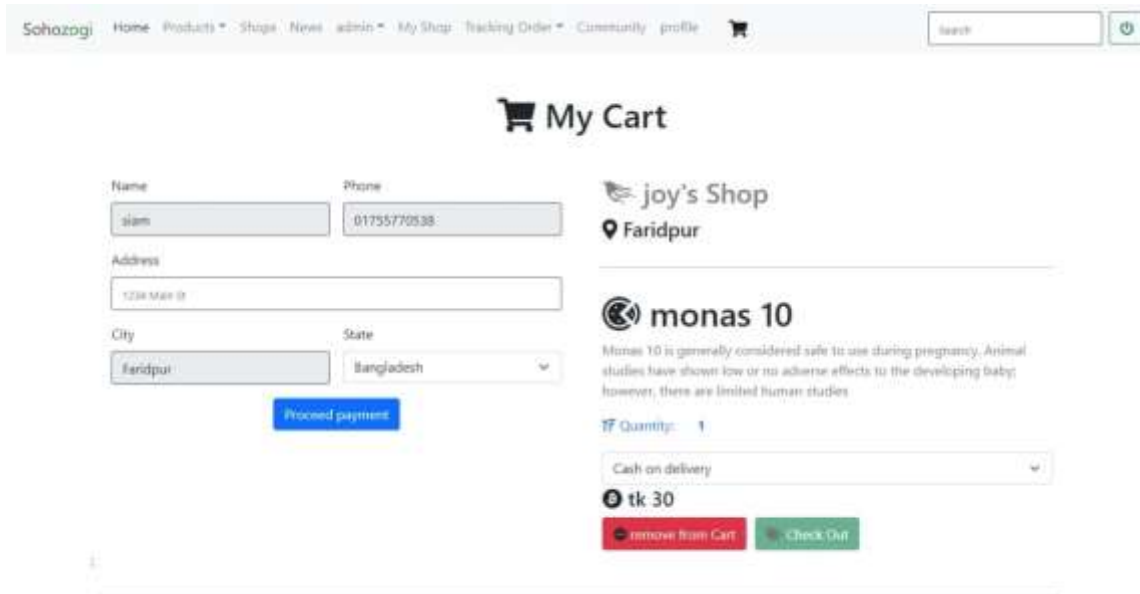 Sohozogi Home Products Shops News admin My Shop Tracking Order Community profile Search
My Cart
Name Phone
siam 01755770538
Address
1234 Main St
City State
Faridpur Bangladesh
Proceed payment
joy's Shop
Faridpur
monas 10
Monas 10 is generally considered safe to use during pregnancy. Animal
studies have shown low or no adverse effects to the developing baby;
however, there are limited human studies
Quantity: 1
Cash on delivery
tk 30
remove from Cart Check Out